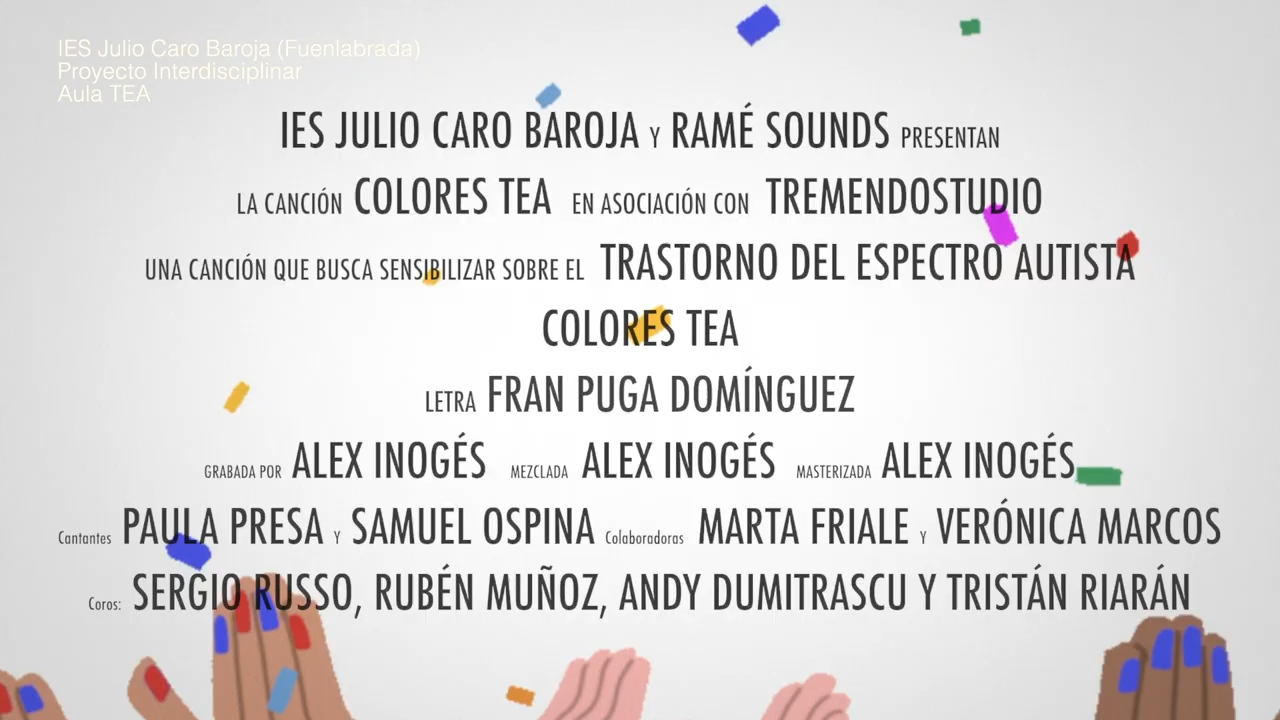 IES Julio Caro Baroja (Fuenlabrada)
Proyecto Interdisciplinar
Aula TEA
IES JULIO CARO BAROJA Y RAMÉ SOUNDS PRESENTAN
LA CANCIÓN COLORES TEA EN ASOCIACIÓN CON TREMENDOSTUDIO
UNA CANCIÓN QUE BUSCA SENSIBILIZAR SOBRE EL TRASTORNO DEL ESPECTRO AUTISTA
COLORES TEA
LETRA FRAN PUGA DOMÍNGUEZ
GRABADA POR ALEX INOGÉS MEZCLADA ALEX INOGÉS MASTERIZADA ALEX INOGÉS
Cantantes PAULA PRESA Y SAMUEL OSPINA Colaboradoras MARTA FRIALE Y VERÓNICA MARCOS
Coros: SERGIO RUSSO, RUBÉN MUÑOZ, ANDY DUMITRASCU Y TRISTÁN RIARÁN